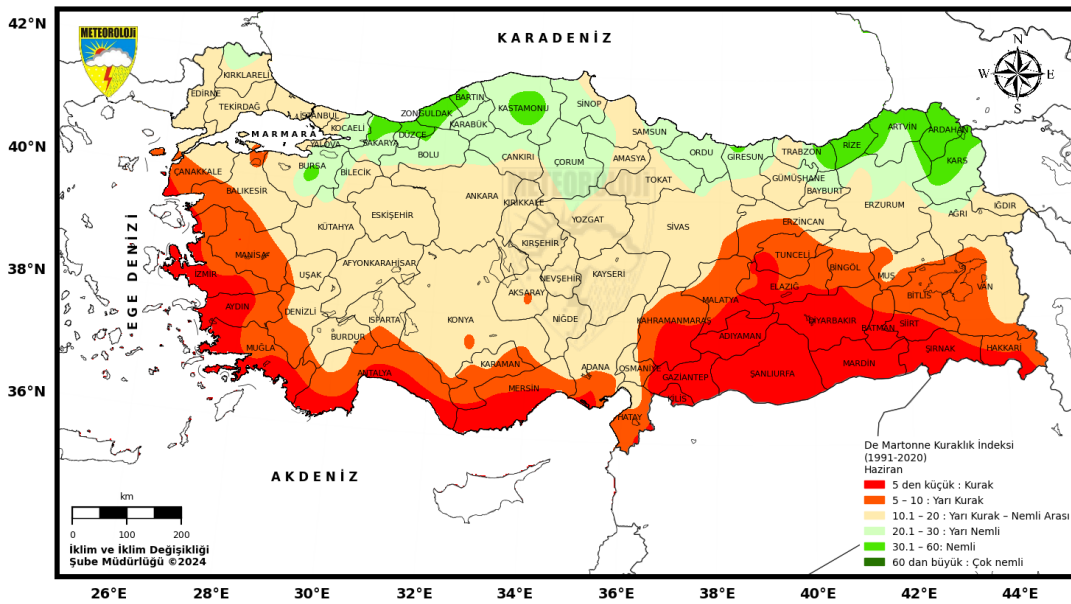 42°N
40°N
38°N
36°N
METEOROLOJİ
KARADENİZ
N
W E
S
KIRKLARELİ
EDİRNE
TEKİRDAĞ
İSTANBUL
MARMARA
KOCAELİ
YALOVA
SAKARYA
DÜZCE
ZONGULDAK
BARTIN
KARABÜK
KASTAMONU
SİNOP
SAMSUN
ORDU
GİRESUN
TRABZON
RİZE
ARTVİN
ARDAHAN
KARS
ÇANAKKALE
BALIKESİR
BURSA
BİLECİK
BOLU
ÇANKIRI
ÇORUM
AMASYA
TOKAT
GÜMÜŞHANE
BAYBURT
ERZURUM
AĞRI
IĞDIR
METEOROLOJİ
KÜTAHYA
ESKİŞEHİR
ANKARA
KIRIKKALE
YOZGAT
SİVAS
ERZİNCAN
EGE DENİZİ
MANİSA
İZMİR
UŞAK
AFYONKARAHİSAR
KIRŞEHİR
NEVŞEHİR
KAYSERİ
TUNCELİ
BİNGÖL
MUŞ
BİTLİS
VAN
AYDIN
DENİZLİ
ISPARTA
BURDUR
KONYA
AKSARAY
NİĞDE
KAHRAMANMARAŞ
MALATYA
ELAZIĞ
ADIYAMAN
DİYARBAKIR
BATMAN
SİİRT
ŞIRNAK
HAKKARİ
MUĞLA
ANTALYA
KARAMAN
MERSİN
ADANA
OSMANİYE
GAZİANTEP
KİLİS
ŞANLIURFA
MARDİN
HATAY
AKDENİZ
De Martonne Kuraklık İndeksi
(1991-2020)
Haziran
5 den küçük : Kurak
5 – 10 : Yarı Kurak
10.1 – 20 : Yarı Kurak – Nemli Arası
20.1 – 30 : Yarı Nemli
30.1 – 60: Nemli
60 dan büyük : Çok nemli
km
0 100 200
İklim ve İklim Değişikliği
Şube Müdürlüğü ©2024
26°E 28°E 30°E 32°E 34°E 36°E 38°E 40°E 42°E 44°E